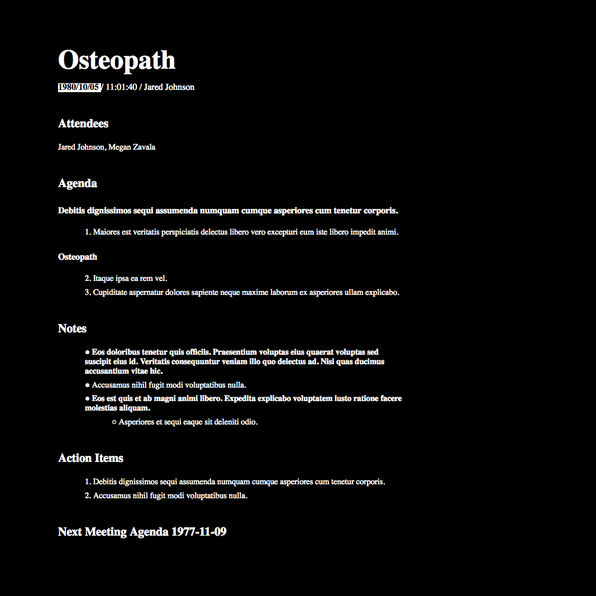 Osteopath
1980/10/05 / 11:01:40 / Jared Johnson
Attendees
Jared Johnson, Megan Zavala
Agenda
Debitis dignissimos sequi assumenda numquam cumque asperiores cum tenetur corporis.
1. Maiores est veritatis perspiciatis delectus libero vero excepturi cum iste libero impedit animi.
Osteopath
2. Itaque ipsa ea rem vel.
3. Cupiditate aspernatur dolores sapiente neque maxime laborum ex asperiores ullam explicabo.
Notes
● Eos doloribus tenetur quis officiis. Praesentium voluptas eius quaerat voluptas sed
suscipit eius id. Veritatis consequuntur veniam illo quo delectus ad. Nisi quas ducimus
accusantium vitae hic.
● Accusamus nihil fugit modi voluptatibus nulla.
● Eos est quis et ab magni animi libero. Expedita explicabo voluptatem iusto ratione facere
molestias aliquam.
○ Asperiores et sequi eaque sit deleniti odio.
Action Items
1. Debitis dignissimos sequi assumenda numquam cumque asperiores cum tenetur corporis.
2. Accusamus nihil fugit modi voluptatibus nulla.
Next Meeting Agenda 1977-11-09